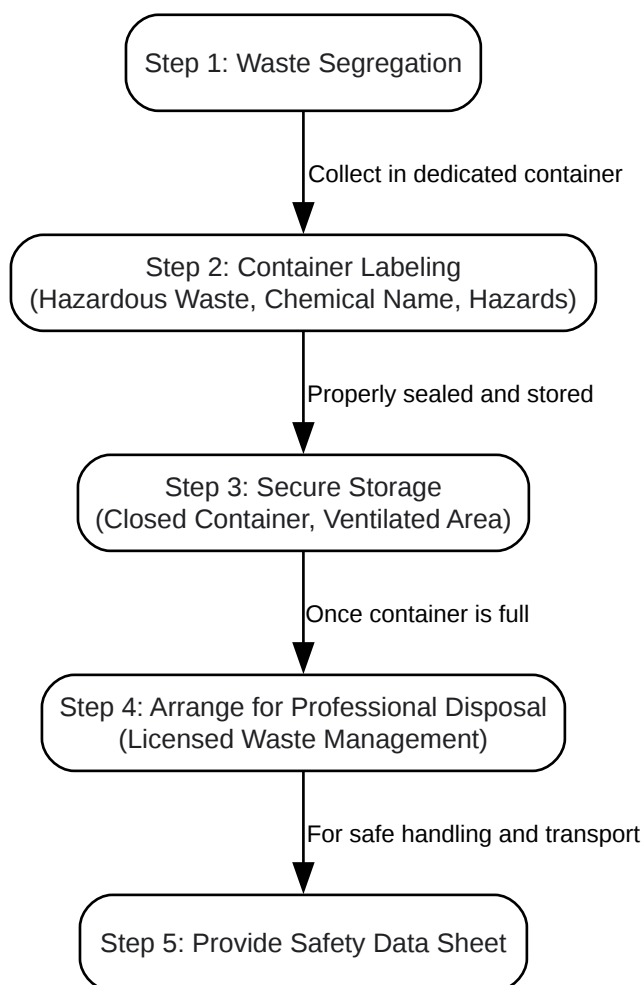 Step 1: Waste Segregation
Collect in dedicated container
Step 2: Container Labeling
(Hazardous Waste, Chemical Name, Hazards)
Properly sealed and stored
Step 3: Secure Storage
(Closed Container, Ventilated Area)
Once container is full
Step 4: Arrange for Professional Disposal
(Licensed Waste Management)
For safe handling and transport
Step 5: Provide Safety Data Sheet